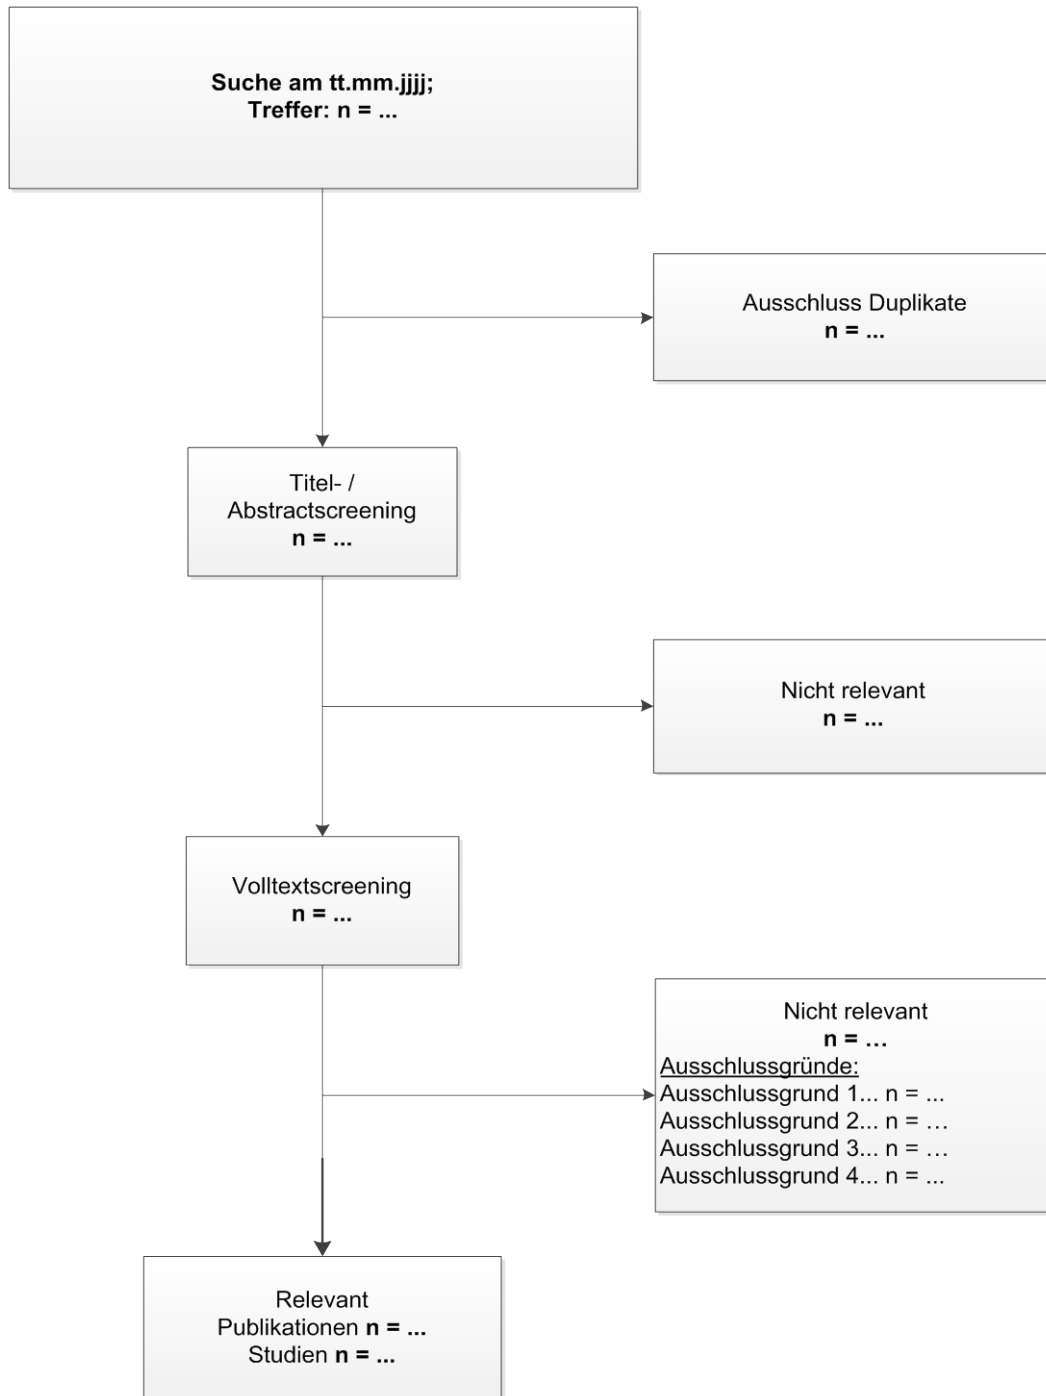 Suche am tt.mm.jjjj;
Treffer: n = ...
Ausschluss Duplikate
n = ...
Titel- /
Abstractscreening
n = ...
Nicht relevant
n = ...
Volltextscreening
n = ...
Nicht relevant
n = …
Ausschlussgründe:
Ausschlussgrund 1... n = ...
Ausschlussgrund 2... n = …
Ausschlussgrund 3... n = …
Ausschlussgrund 4... n = ...
Relevant
Publikationen n = ...
Studien n = ...